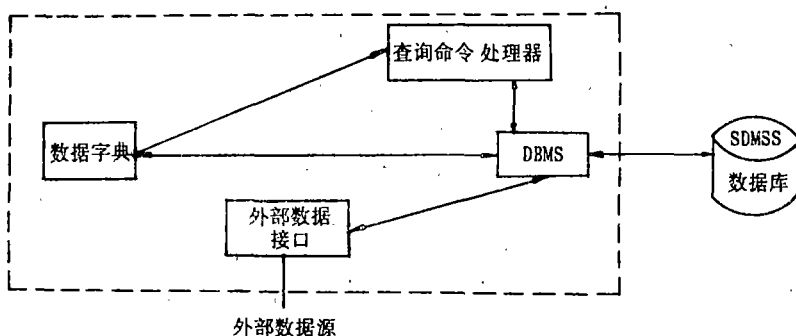 查询命令 处理器
数据字典
DBMS
SDMSS
数据库
外部数据
接口
外部数据源